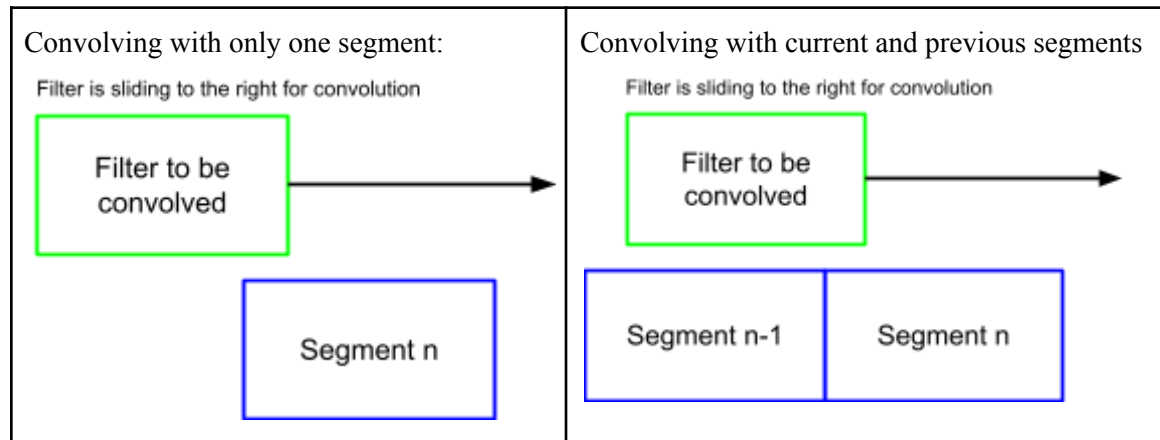 Convolving with only one segment:
Filter is sliding to the right for convolution
Filter to be
convolved
Segment n
Convolving with current and previous segments
Filter is sliding to the right for convolution
Filter to be
convolved
Segment n-1
Segment n